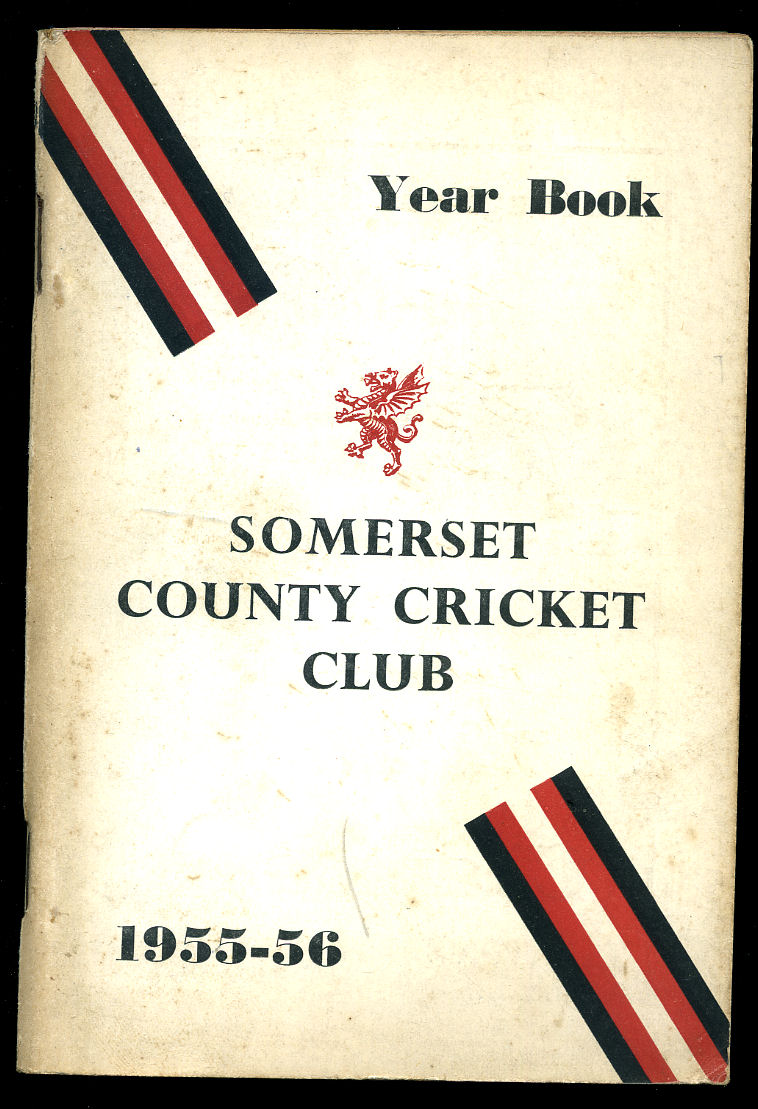 Year Book
SOMERSET
COUNTY CRICKET
CLUB
1955-56